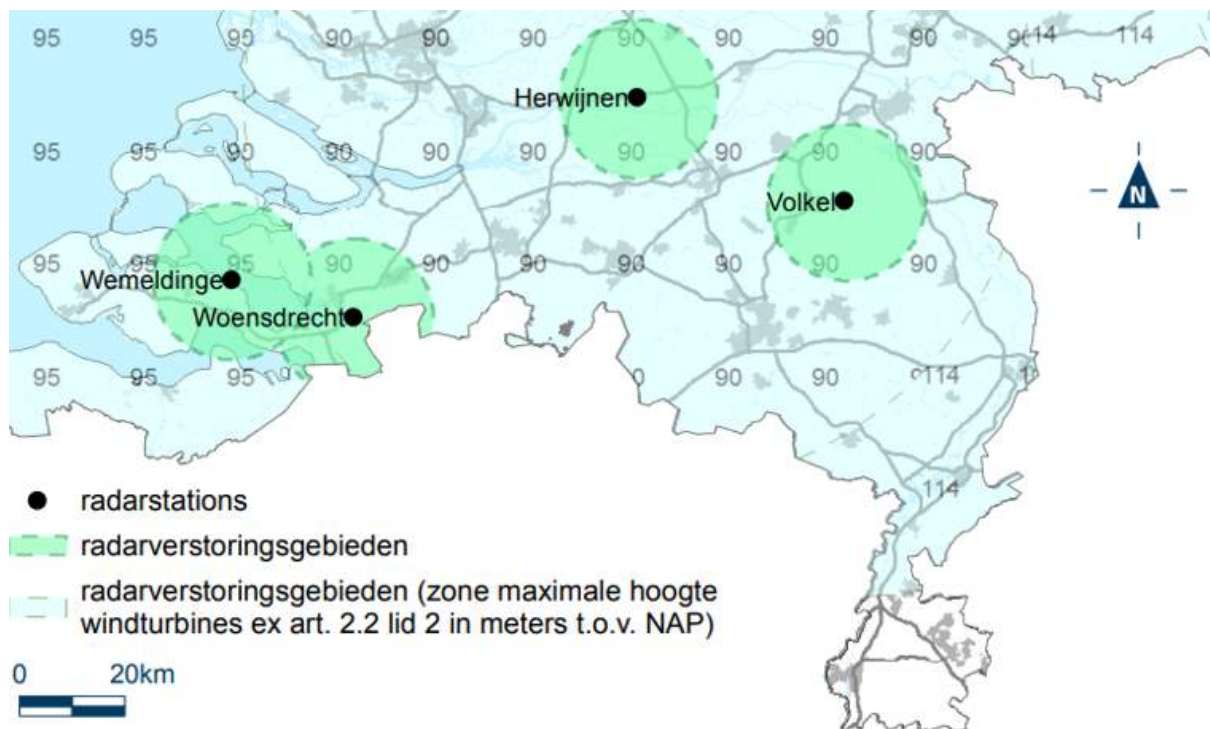 95 95 95 90 90 90 90 90 114 114
Herwijnen
95 95 90 90 90 90 90 90 90 90
Volkel
95 95 95 90 90 90 90 90 90 90
Wemeldinge
Woensdrecht
95 95 95 90 90 114
114
N
radarstations
radarverstoringsgebieden
radarverstoringsgebieden (zone maximale hoogte
windturbines ex art. 2.2 lid 2 in meters t.o.v. NAP)
0 20km